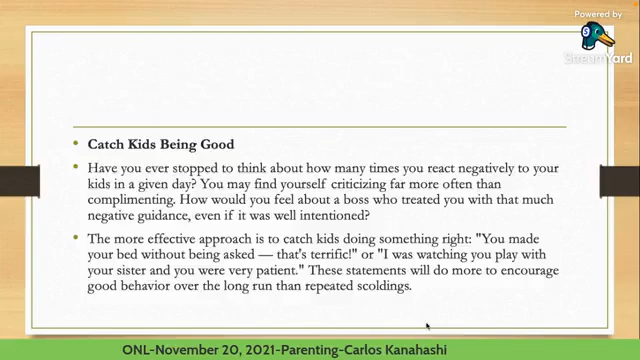 Powered by
StreamYard
Catch Kids Being Good
Have you ever stopped to think about how many times you react negatively to your
kids in a given day? You may find yourself criticizing far more often than
complimenting. How would you feel about a boss who treated you with that much
negative guidance, even if it was well intentioned?
The more effective approach is to catch kids doing something right: "You made
your bed without being asked — that's terrific!" or "I was watching you play with
your sister and you were very patient." These statements will do more to encourage
good behavior over the long run than repeated scoldings.
ONL-November 20, 2021-Parenting-Carlos Kanahashi